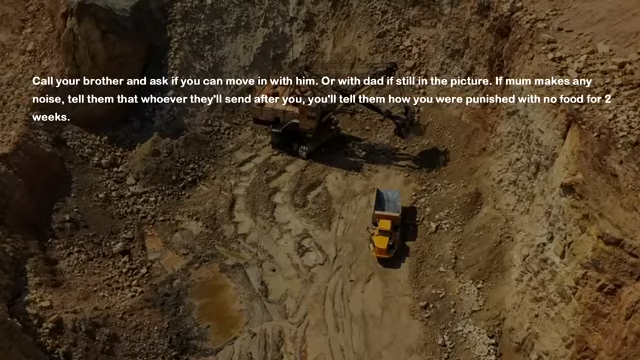 Call your brother and ask if you can move in with him. Or with dad if still in the picture. If mum makes any
noise, tell them that whoever they'll send after you, you'll tell them how you were punished with no food for 2
weeks.